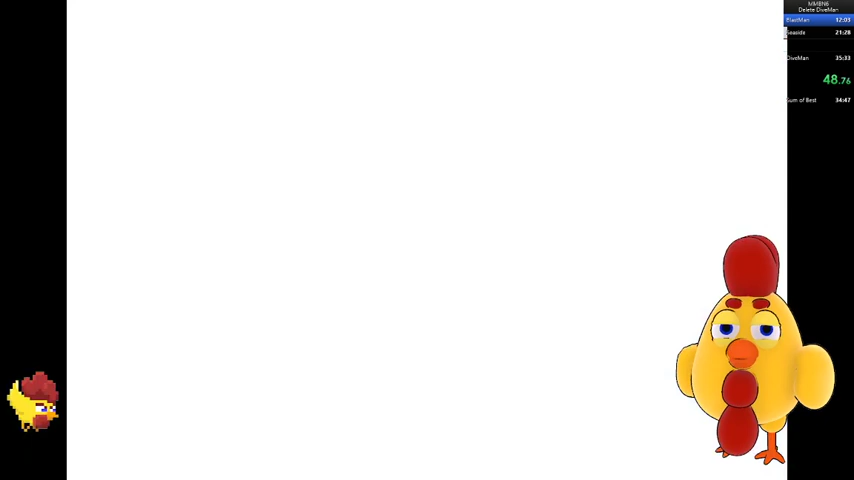 MMBN6
Delete DiveMan
BlastMan 12:03
Seaside 21:28
DiveMan 35:33
48.76
Sum of Best 34:47